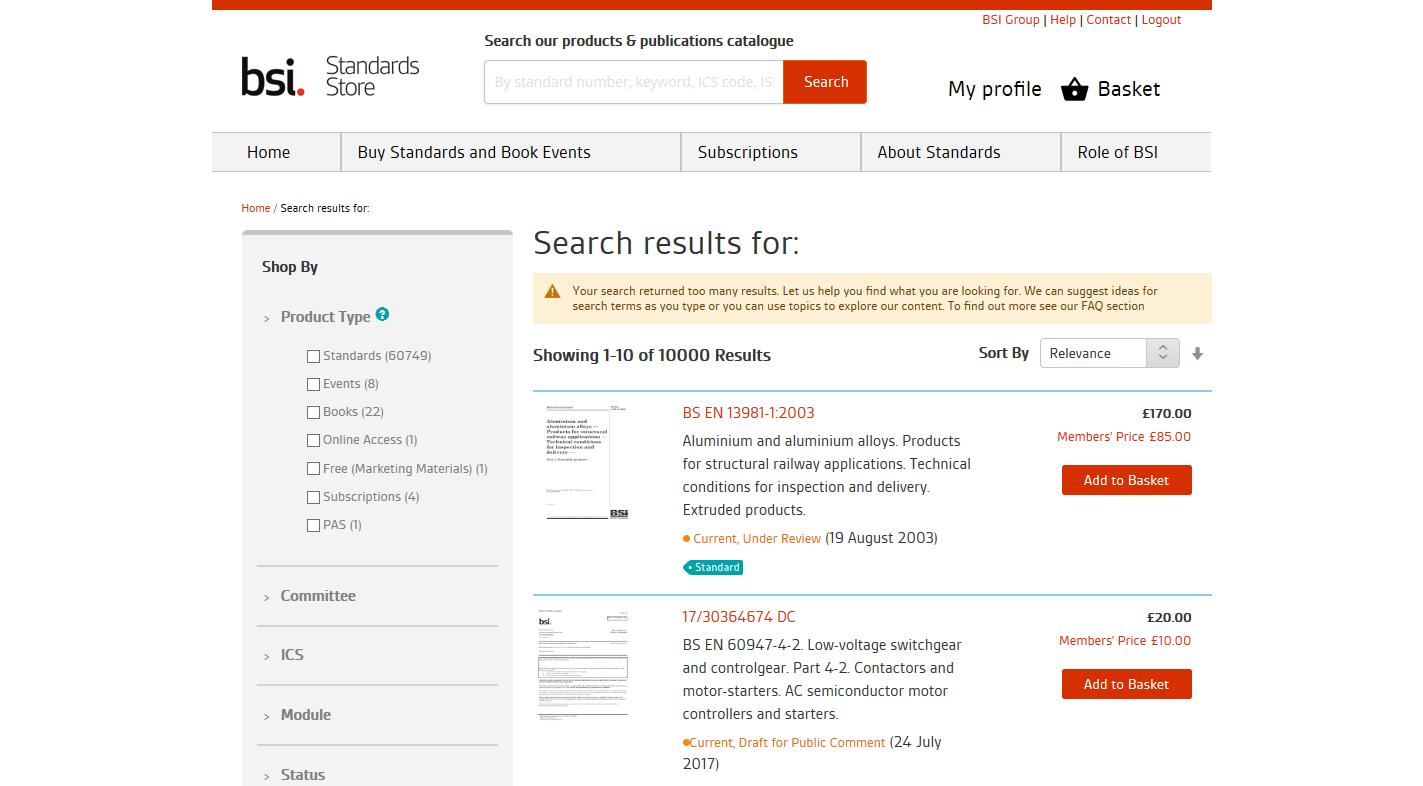 BSI Group | Help | Contact | Logout
Search our products & publications catalogue
bsi. Standards Store
By standard number, keyword, ICS code, ISI
Search
My profile
Basket
Home
Buy Standards and Book Events
Subscriptions
About Standards
Role of BSI
Home / Search results for:
Shop By
> Product Type ?
Standards (60749)
Events (8)
Books (22)
Online Access (1)
Free (Marketing Materials) (1)
Subscriptions (4)
PAS (1)
> Committee
> ICS
> Module
> Status
Search results for:
Your search returned too many results. Let us help you find what you are looking for. We can suggest ideas for
search terms as you type or you can use topics to explore our content. To find out more see our FAQ section
Showing 1-10 of 10000 Results
Sort By Relevance
Aluminium and
aluminium alloys —
Products for structural
railway applications —
Technical conditions
for inspection and
delivery —
BSi
BS EN 13981-1:2003
Aluminium and aluminium alloys. Products
for structural railway applications. Technical
conditions for inspection and delivery.
Extruded products.
Current, Under Review (19 August 2003)
Standard
£170.00
Members' Price £85.00
Add to Basket
bsi.
17/30364674 DC
BS EN 60947-4-2. Low-voltage switchgear
and controlgear. Part 4-2. Contactors and
motor-starters. AC semiconductor motor
controllers and starters.
Current, Draft for Public Comment (24 July
2017)
£20.00
Members' Price £10.00
Add to Basket